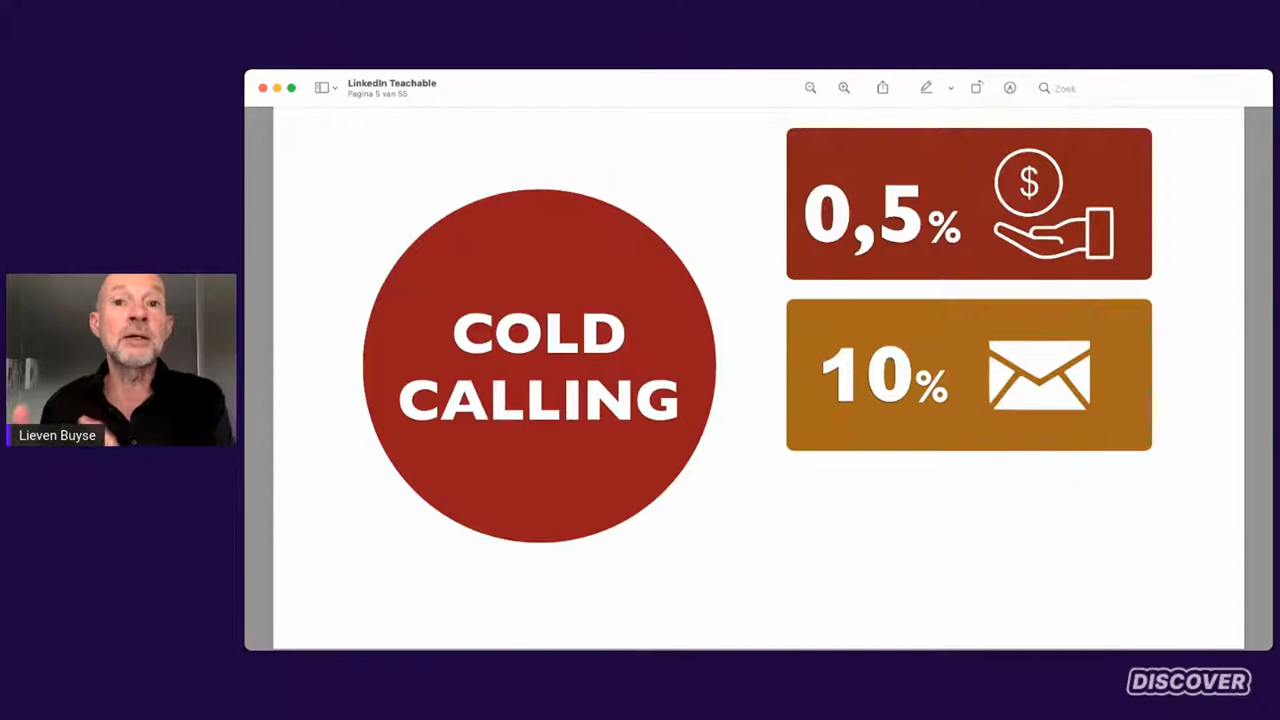 LinkedIn Teachable
Pagina 5 van 55
Zoek
COLD
CALLING
0,5%
$
10%
Lieven Buyse
DISCOVER